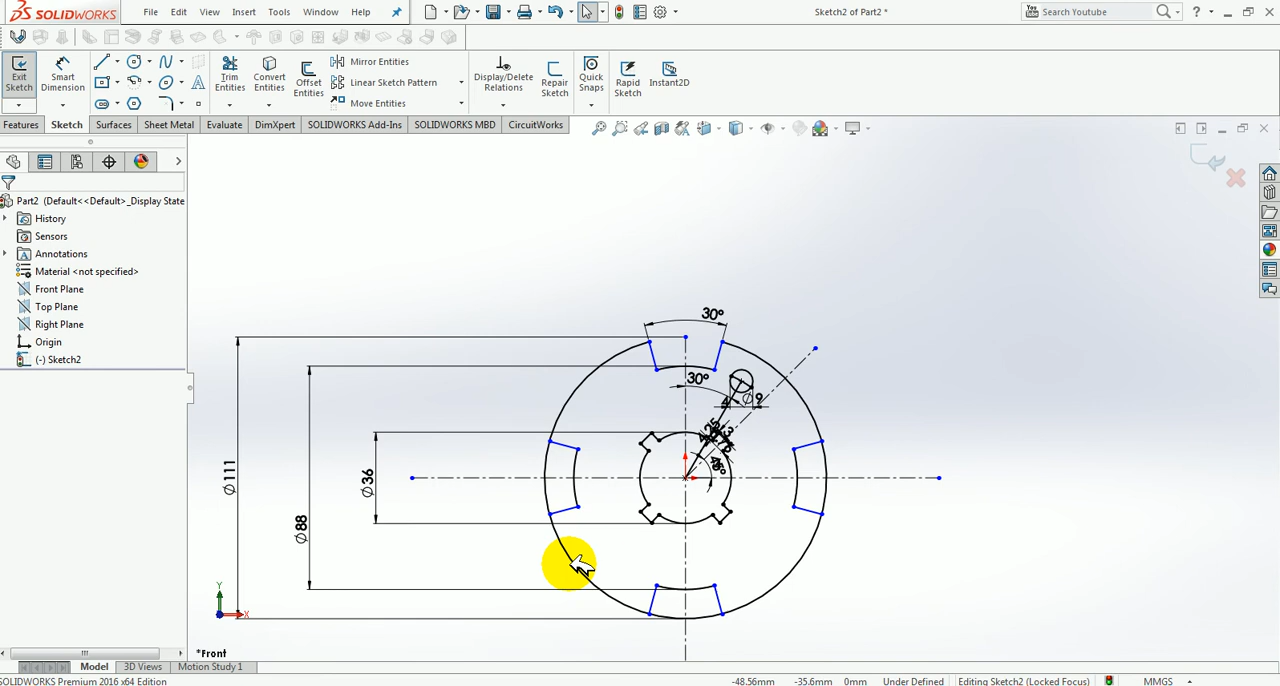 SOLIDWORKS File Edit View Insert Tools Window Help Sketch2 of Part2 * Search Youtube
Exit Sketch
Smart Dimension
Trim Entities
Convert Entities
Offset Entities
Mirror Entities
Linear Sketch Pattern
Move Entities
Display/Delete Relations
Repair Sketch
Quick Snaps
Rapid Sketch
Instant2D
Features Sketch Surfaces Sheet Metal Evaluate DimXpert SOLIDWORKS Add-Ins SOLIDWORKS MBD CircuitWorks
Part2 (Default<<Default>_Display State
History
Sensors
Annotations
Material <not specified>
Front Plane
Top Plane
Right Plane
Origin
(-) Sketch2
30°
30°
4
Ø9
45°
Ø111
Ø88
Ø36
Y
X
*Front
Model 3D Views Motion Study 1
SOLIDWORKS Premium 2016 x64 Edition -48.56mm -35.6mm 0mm Under Defined Editing Sketch2 (Locked Focus) MMGS